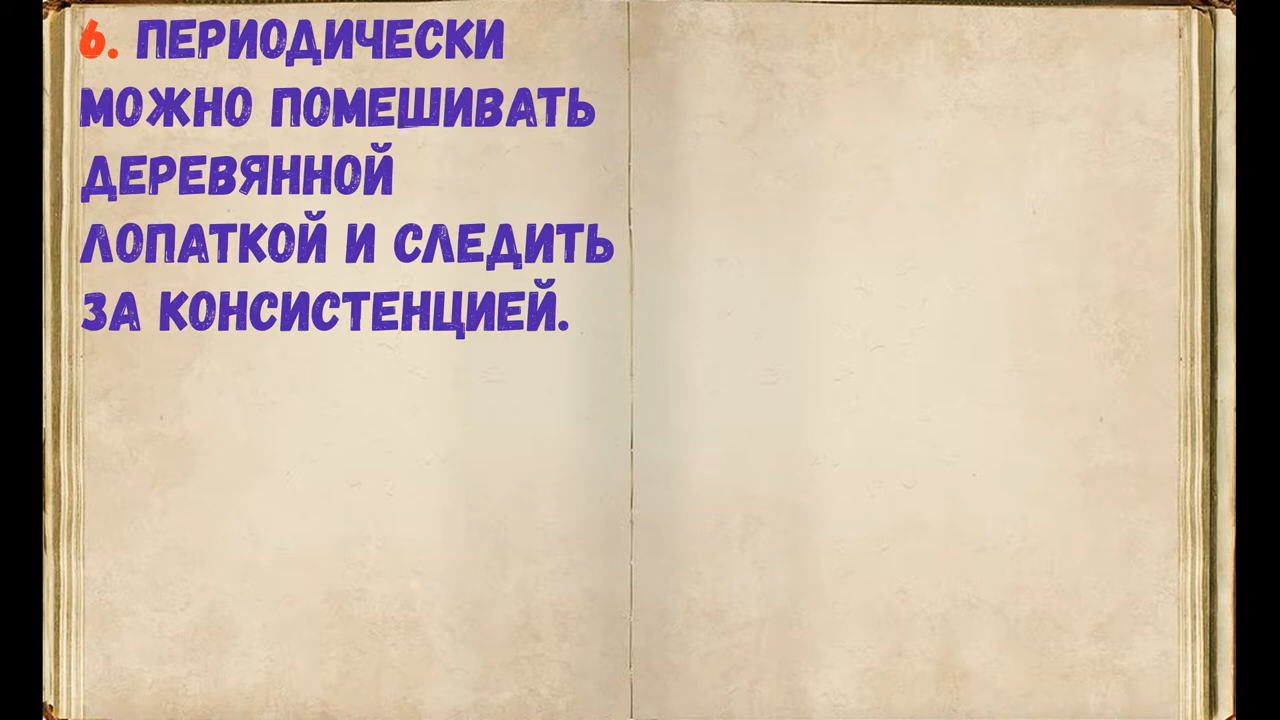 6. ПЕРИОДИЧЕСКИ
МОЖНО ПОМЕШИВАТЬ
ДЕРЕВЯННОЙ
ЛОПАТКОЙ И СЛЕДИТЬ
ЗА КОНСИСТЕНЦИЕЙ.